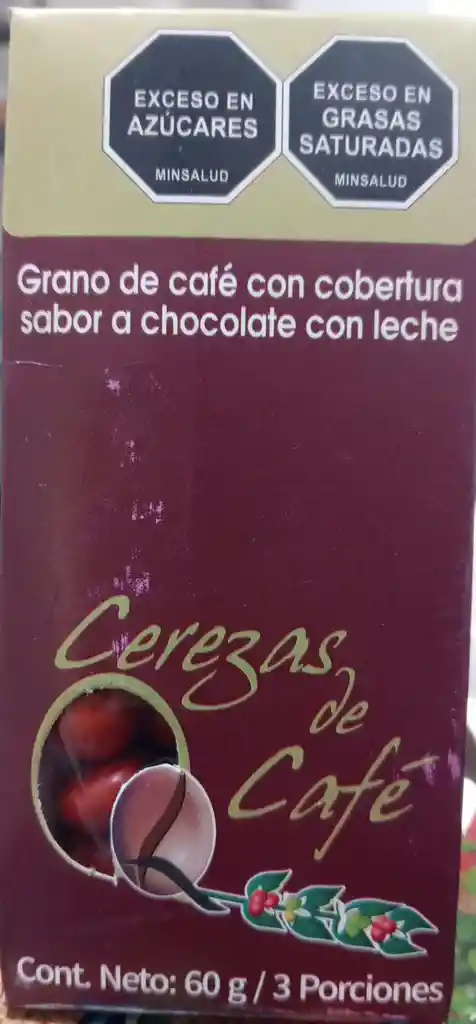 EXCESO EN
AZÚCARES
MINSALUD
EXCESO EN
GRASAS
SATURADAS
MINSALUD
Grano de café con cobertura
sabor a chocolate con leche
Cerezas
de
Café
Cont. Neto: 60 g / 3 Porciones